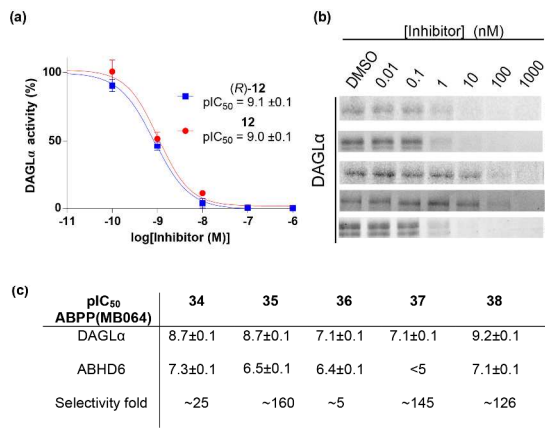 (a)
100
50
0
DAGLα activity (%)
-11 -10 -9 -8 -7 -6
log[Inhibitor (M)]
(R)-12
pIC50 = 9.1 ±0.1
12
pIC50 = 9.0 ±0.1
(b)
[Inhibitor] (nM)
DMSO 0.01 0.1 1 10 100 1000
DAGLα
(c)
pIC50 34 35 36 37 38
ABPP(MB064)
DAGLα 8.7±0.1 8.7±0.1 7.1±0.1 7.1±0.1 9.2±0.1
ABHD6 7.3±0.1 6.5±0.1 6.4±0.1 <5 7.1±0.1
Selectivity fold ~25 ~160 ~5 ~145 ~126